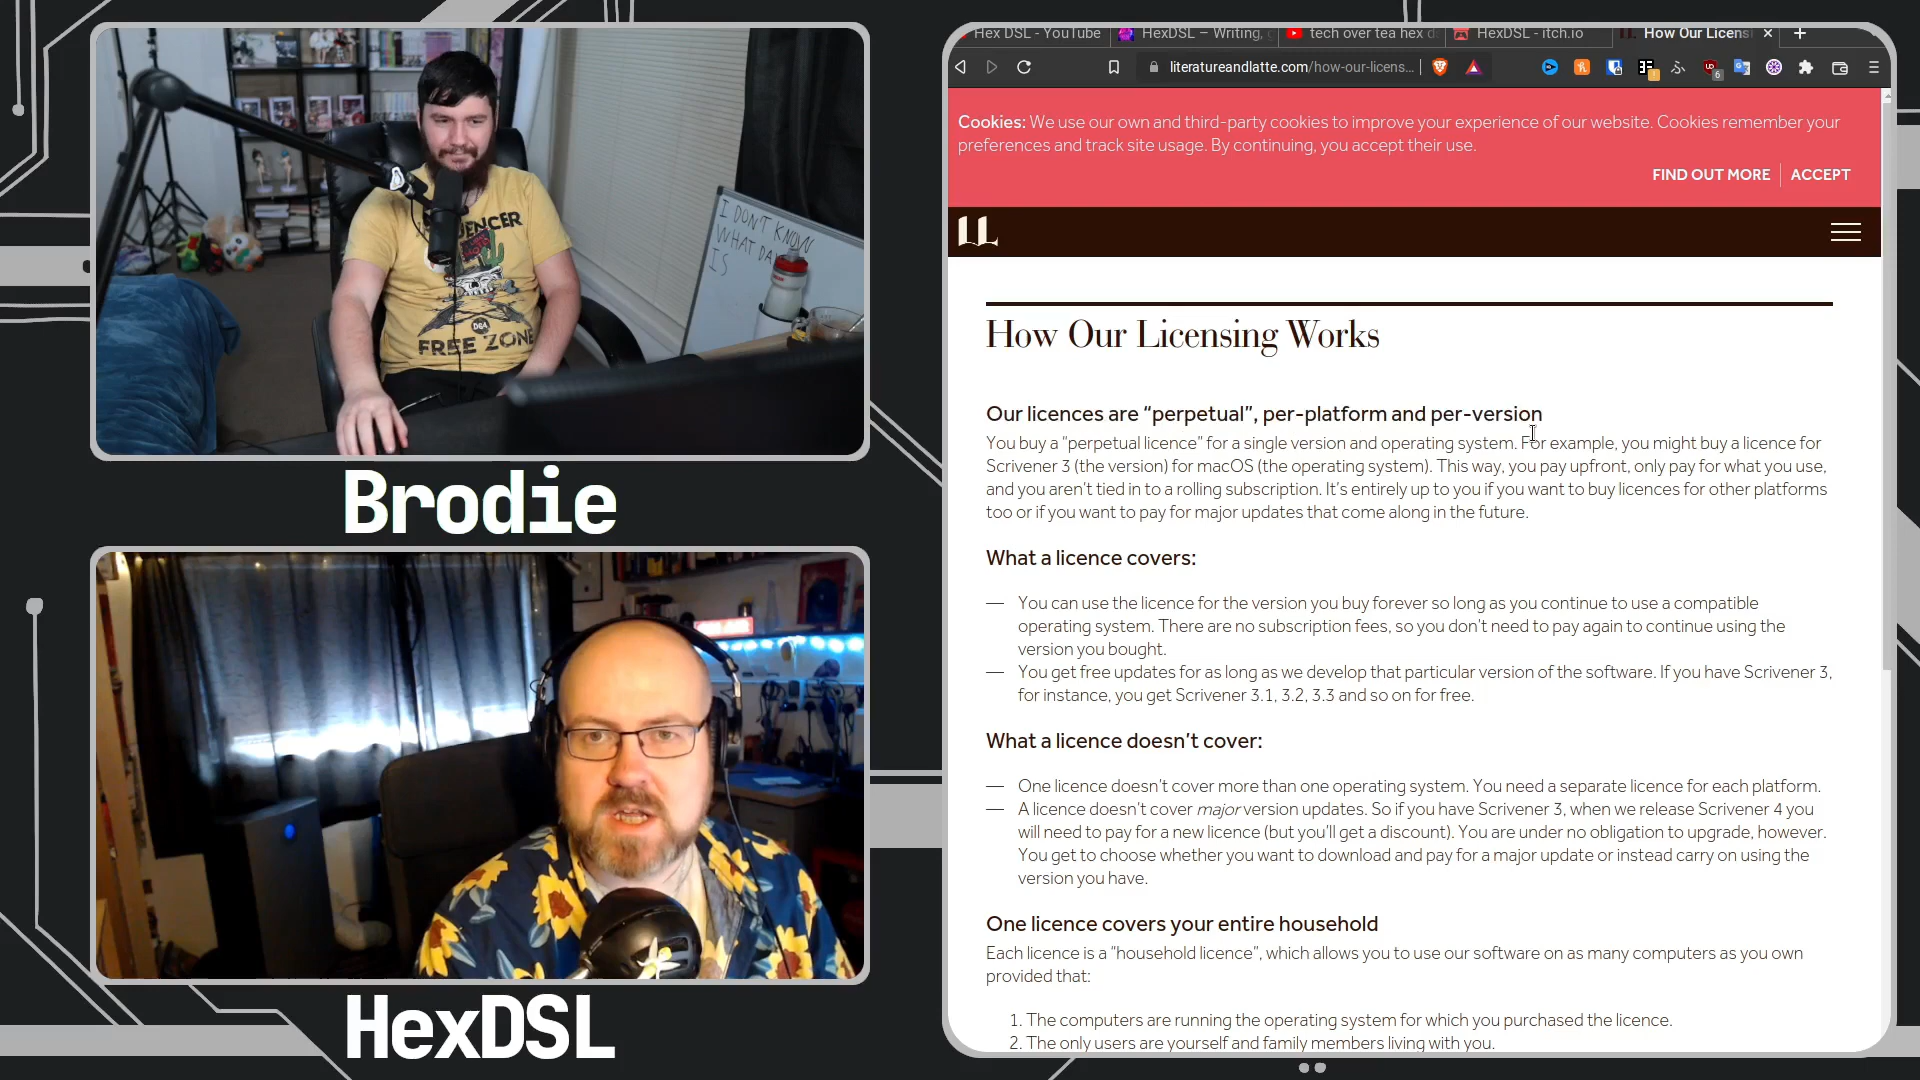 INFLUENCER
DEA
FREE ZONE
I DON'T KNOW
WHAT DAY
IS
Brodie
HexDSL
Hex DSL - YouTube
HexDSL – Writing,
tech over tea hex d
HexDSL - itch.io
How Our Licens
literatureandlatte.com/how-our-licens...
6
Cookies: We use our own and third-party cookies to improve your experience of our website. Cookies remember your
preferences and track site usage. By continuing, you accept their use.
FIND OUT MORE
ACCEPT
LL
How Our Licensing Works
Our licences are “perpetual”, per-platform and per-version
You buy a “perpetual licence” for a single version and operating system. For example, you might buy a licence for
Scrivener 3 (the version) for macOS (the operating system). This way, you pay upfront, only pay for what you use,
and you aren’t tied in to a rolling subscription. It’s entirely up to you if you want to buy licences for other platforms
too or if you want to pay for major updates that come along in the future.
What a licence covers:
— You can use the licence for the version you buy forever so long as you continue to use a compatible
operating system. There are no subscription fees, so you don’t need to pay again to continue using the
version you bought.
— You get free updates for as long as we develop that particular version of the software. If you have Scrivener 3,
for instance, you get Scrivener 3.1, 3.2, 3.3 and so on for free.
What a licence doesn’t cover:
— One licence doesn’t cover more than one operating system. You need a separate licence for each platform.
— A licence doesn’t cover major version updates. So if you have Scrivener 3, when we release Scrivener 4 you
will need to pay for a new licence (but you’ll get a discount). You are under no obligation to upgrade, however.
You get to choose whether you want to download and pay for a major update or instead carry on using the
version you have.
One licence covers your entire household
Each licence is a “household licence”, which allows you to use our software on as many computers as you own
provided that:
1. The computers are running the operating system for which you purchased the licence.
2. The only users are yourself and family members living with you.